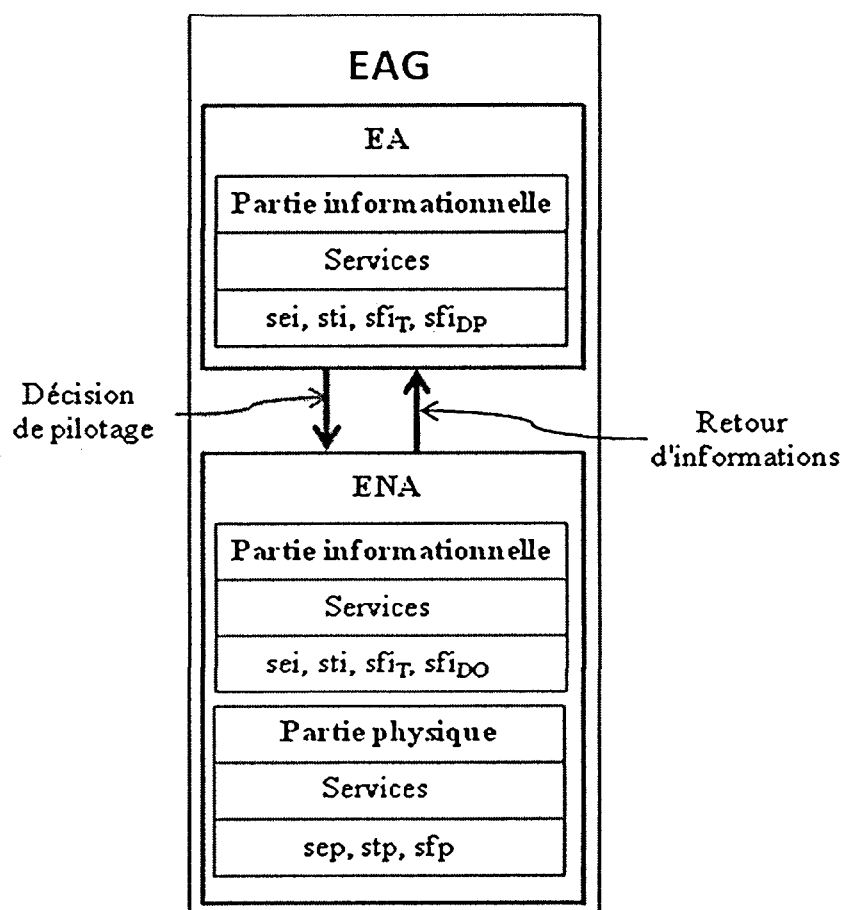 EAG
EA
Partie informationnelle
Services
sei, sti, sfiT, sfiDP
Décision
de pilotage
Retour
d'informations
ENA
Partie informationnelle
Services
sei, sti, sfiT, sfiDO
Partie physique
Services
sep, stp, sfp